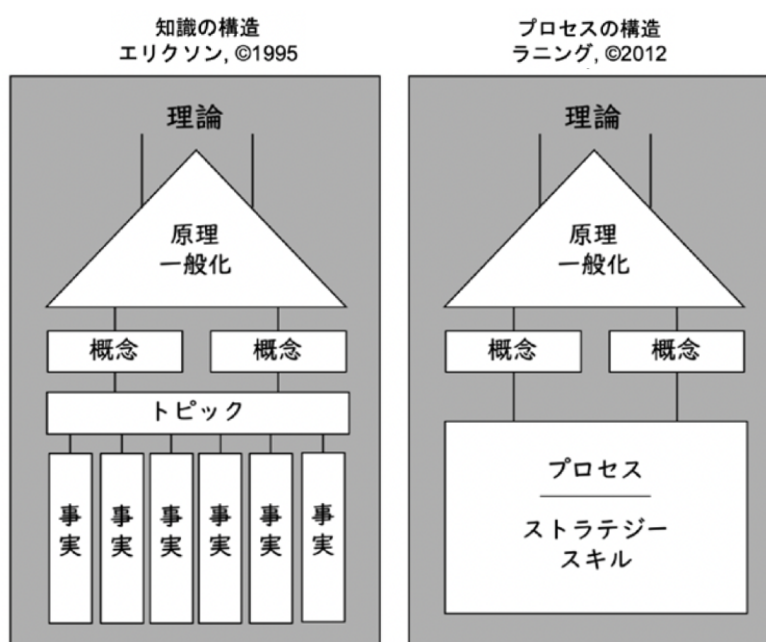 知識の構造
エリクソン, ©1995
理論
原理
一般化
概念
概念
トピック
事実
事実
事実
事実
事実
事実
プロセスの構造
ラニング, ©2012
理論
原理
一般化
概念
概念
プロセス
ストラテジー
スキル